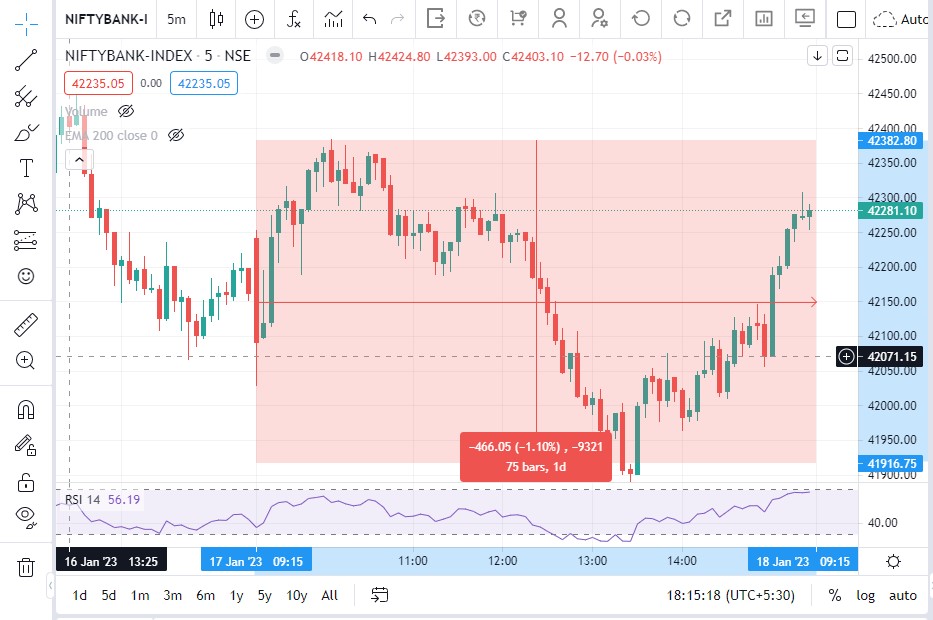 NIFTYBANK-I 5m Auto
NIFTYBANK-INDEX · 5 · NSE O42418.10 H42424.80 L42393.00 C42403.10 −12.70 (−0.03%)
42235.05 0.00 42235.05
Volume
EMA 200 close 0
42500.00
42450.00
42400.00
42382.80
42350.00
42300.00
42281.10
42250.00
42200.00
42150.00
42100.00
42071.15
42050.00
42000.00
41950.00
41916.75
41900.00
−466.05 (−1.10%) , −9321
75 bars, 1d
RSI 14 56.19
40.00
16 Jan '23 13:25 17 Jan '23 09:15 11:00 12:00 13:00 14:00 18 Jan '23 09:15
1d 5d 1m 3m 6m 1y 5y 10y All 18:15:18 (UTC+5:30) % log auto